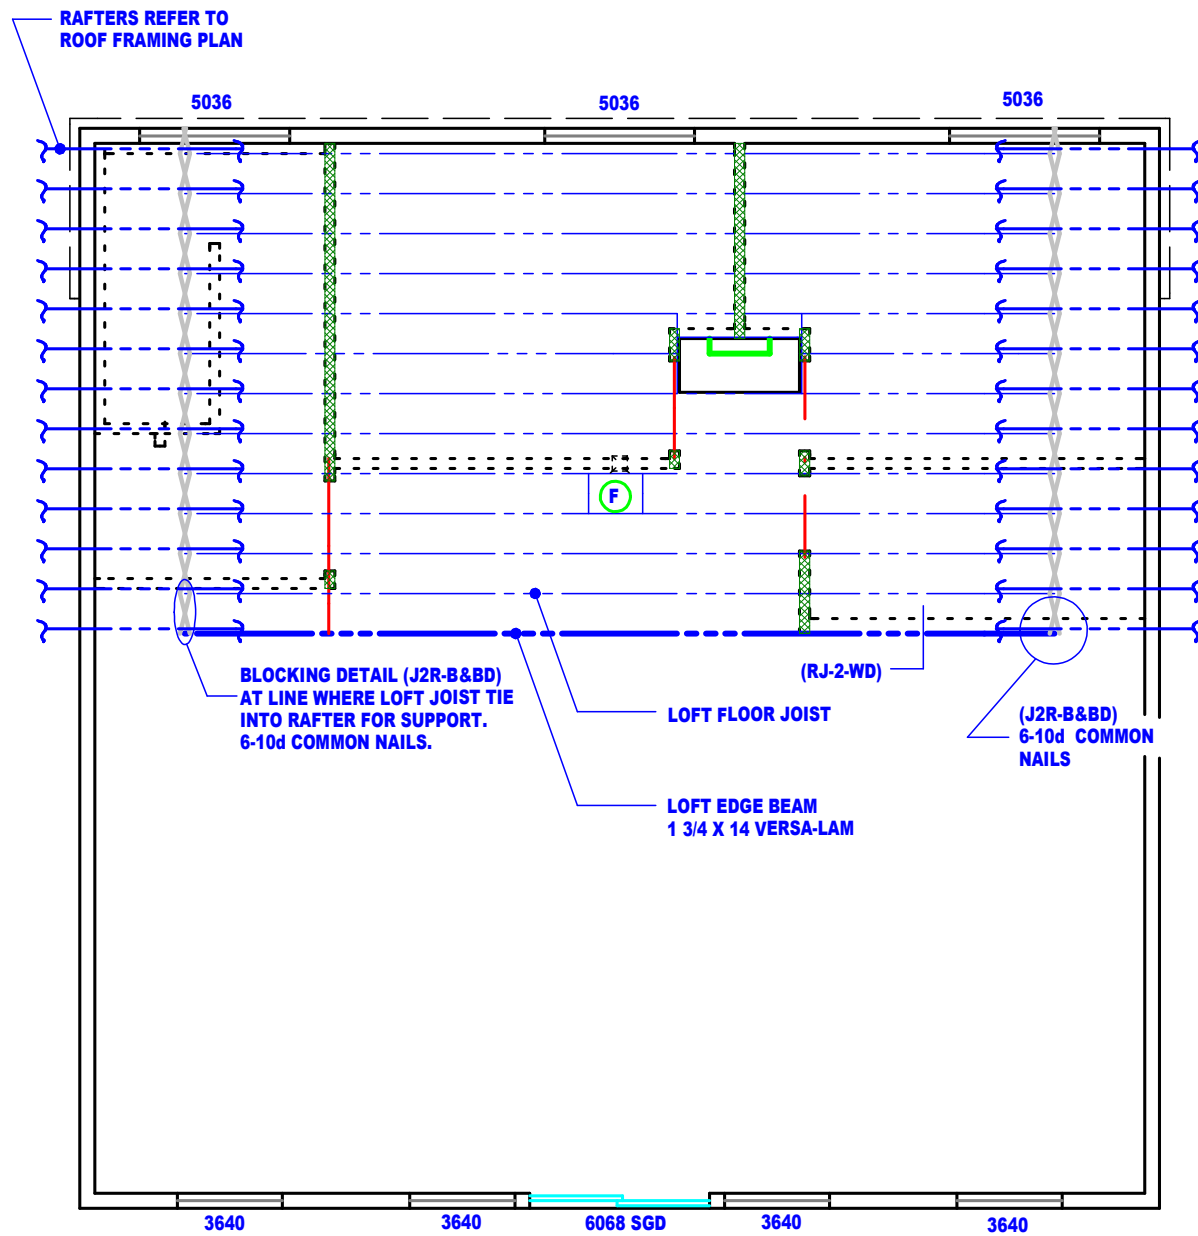 RAFTERS REFER TO
ROOF FRAMING PLAN
5036
5036
5036
F
BLOCKING DETAIL (J2R-B&BD)
AT LINE WHERE LOFT JOIST TIE
INTO RAFTER FOR SUPPORT.
6-10d COMMON NAILS.
(RJ-2-WD)
LOFT FLOOR JOIST
(J2R-B&BD)
6-10d COMMON
NAILS
LOFT EDGE BEAM
1 3/4 X 14 VERSA-LAM
3640
3640
6068 SGD
3640
3640